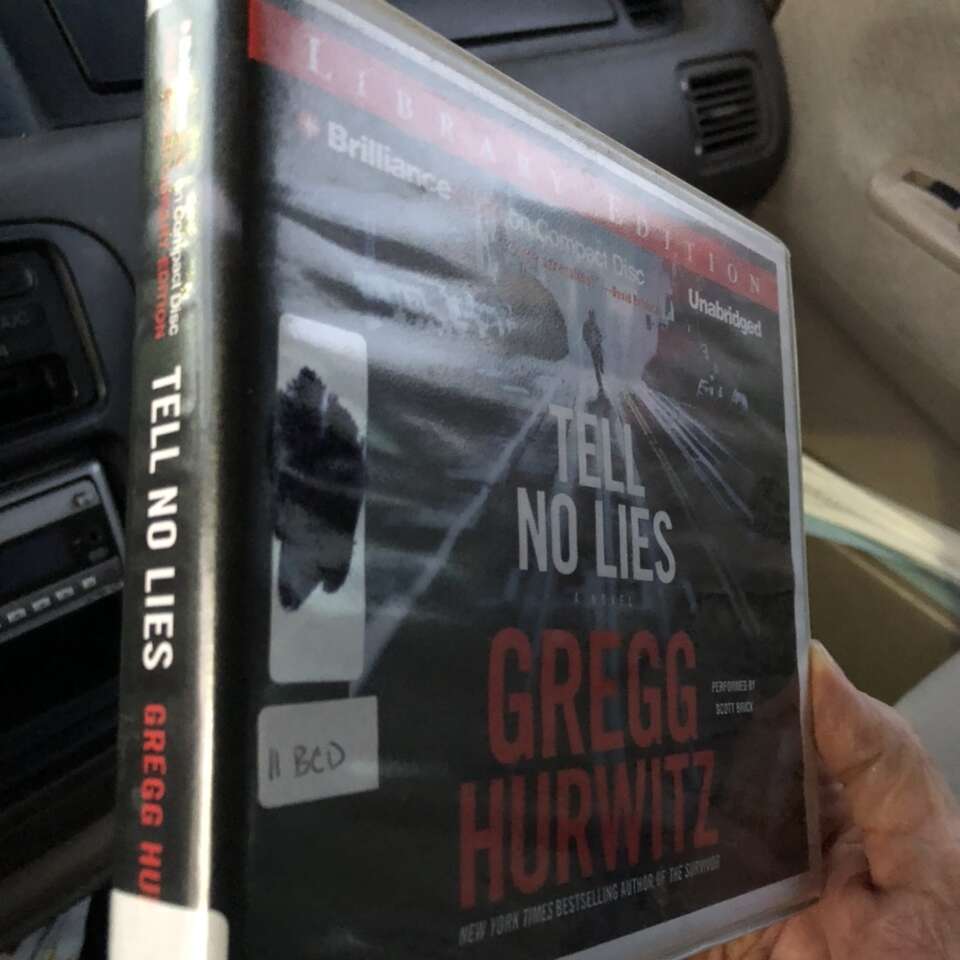 LIBRARY EDITION
Brilliance
on Compact Disc
Unabridged
TELL
NO LIES
A NOVEL
GREGG
HURWITZ
PERFORMED BY
SCOTT BRICK
NEW YORK TIMES BESTSELLING AUTHOR OF THE SURVIVOR
11 BCD
on Compact Disc
LIBRARY EDITION
TELL NO LIES GREGG HU